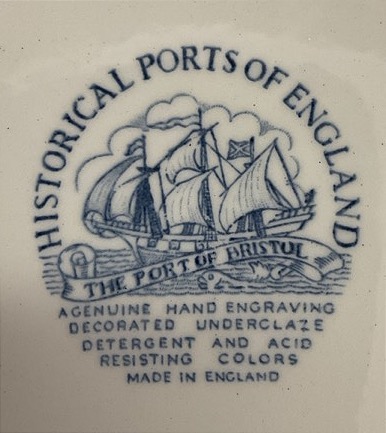 HISTORICAL PORTS OF ENGLAND
THE PORT OF BRISTOL
A GENUINE HAND ENGRAVING
DECORATED UNDERGLAZE
DETERGENT AND ACID
RESISTING COLORS
MADE IN ENGLAND